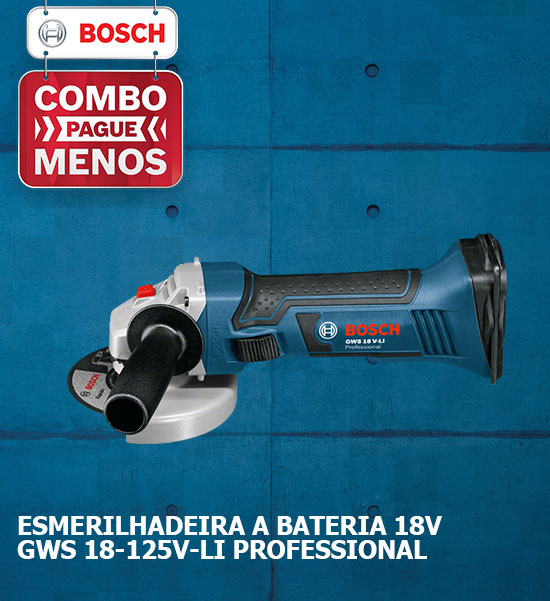 BOSCH
COMBO
PAGUE
MENOS
BOSCH
GWS 18 V-LI
Professional
BOSCH
ESMERILHADEIRA A BATERIA 18V
GWS 18-125V-LI PROFESSIONAL